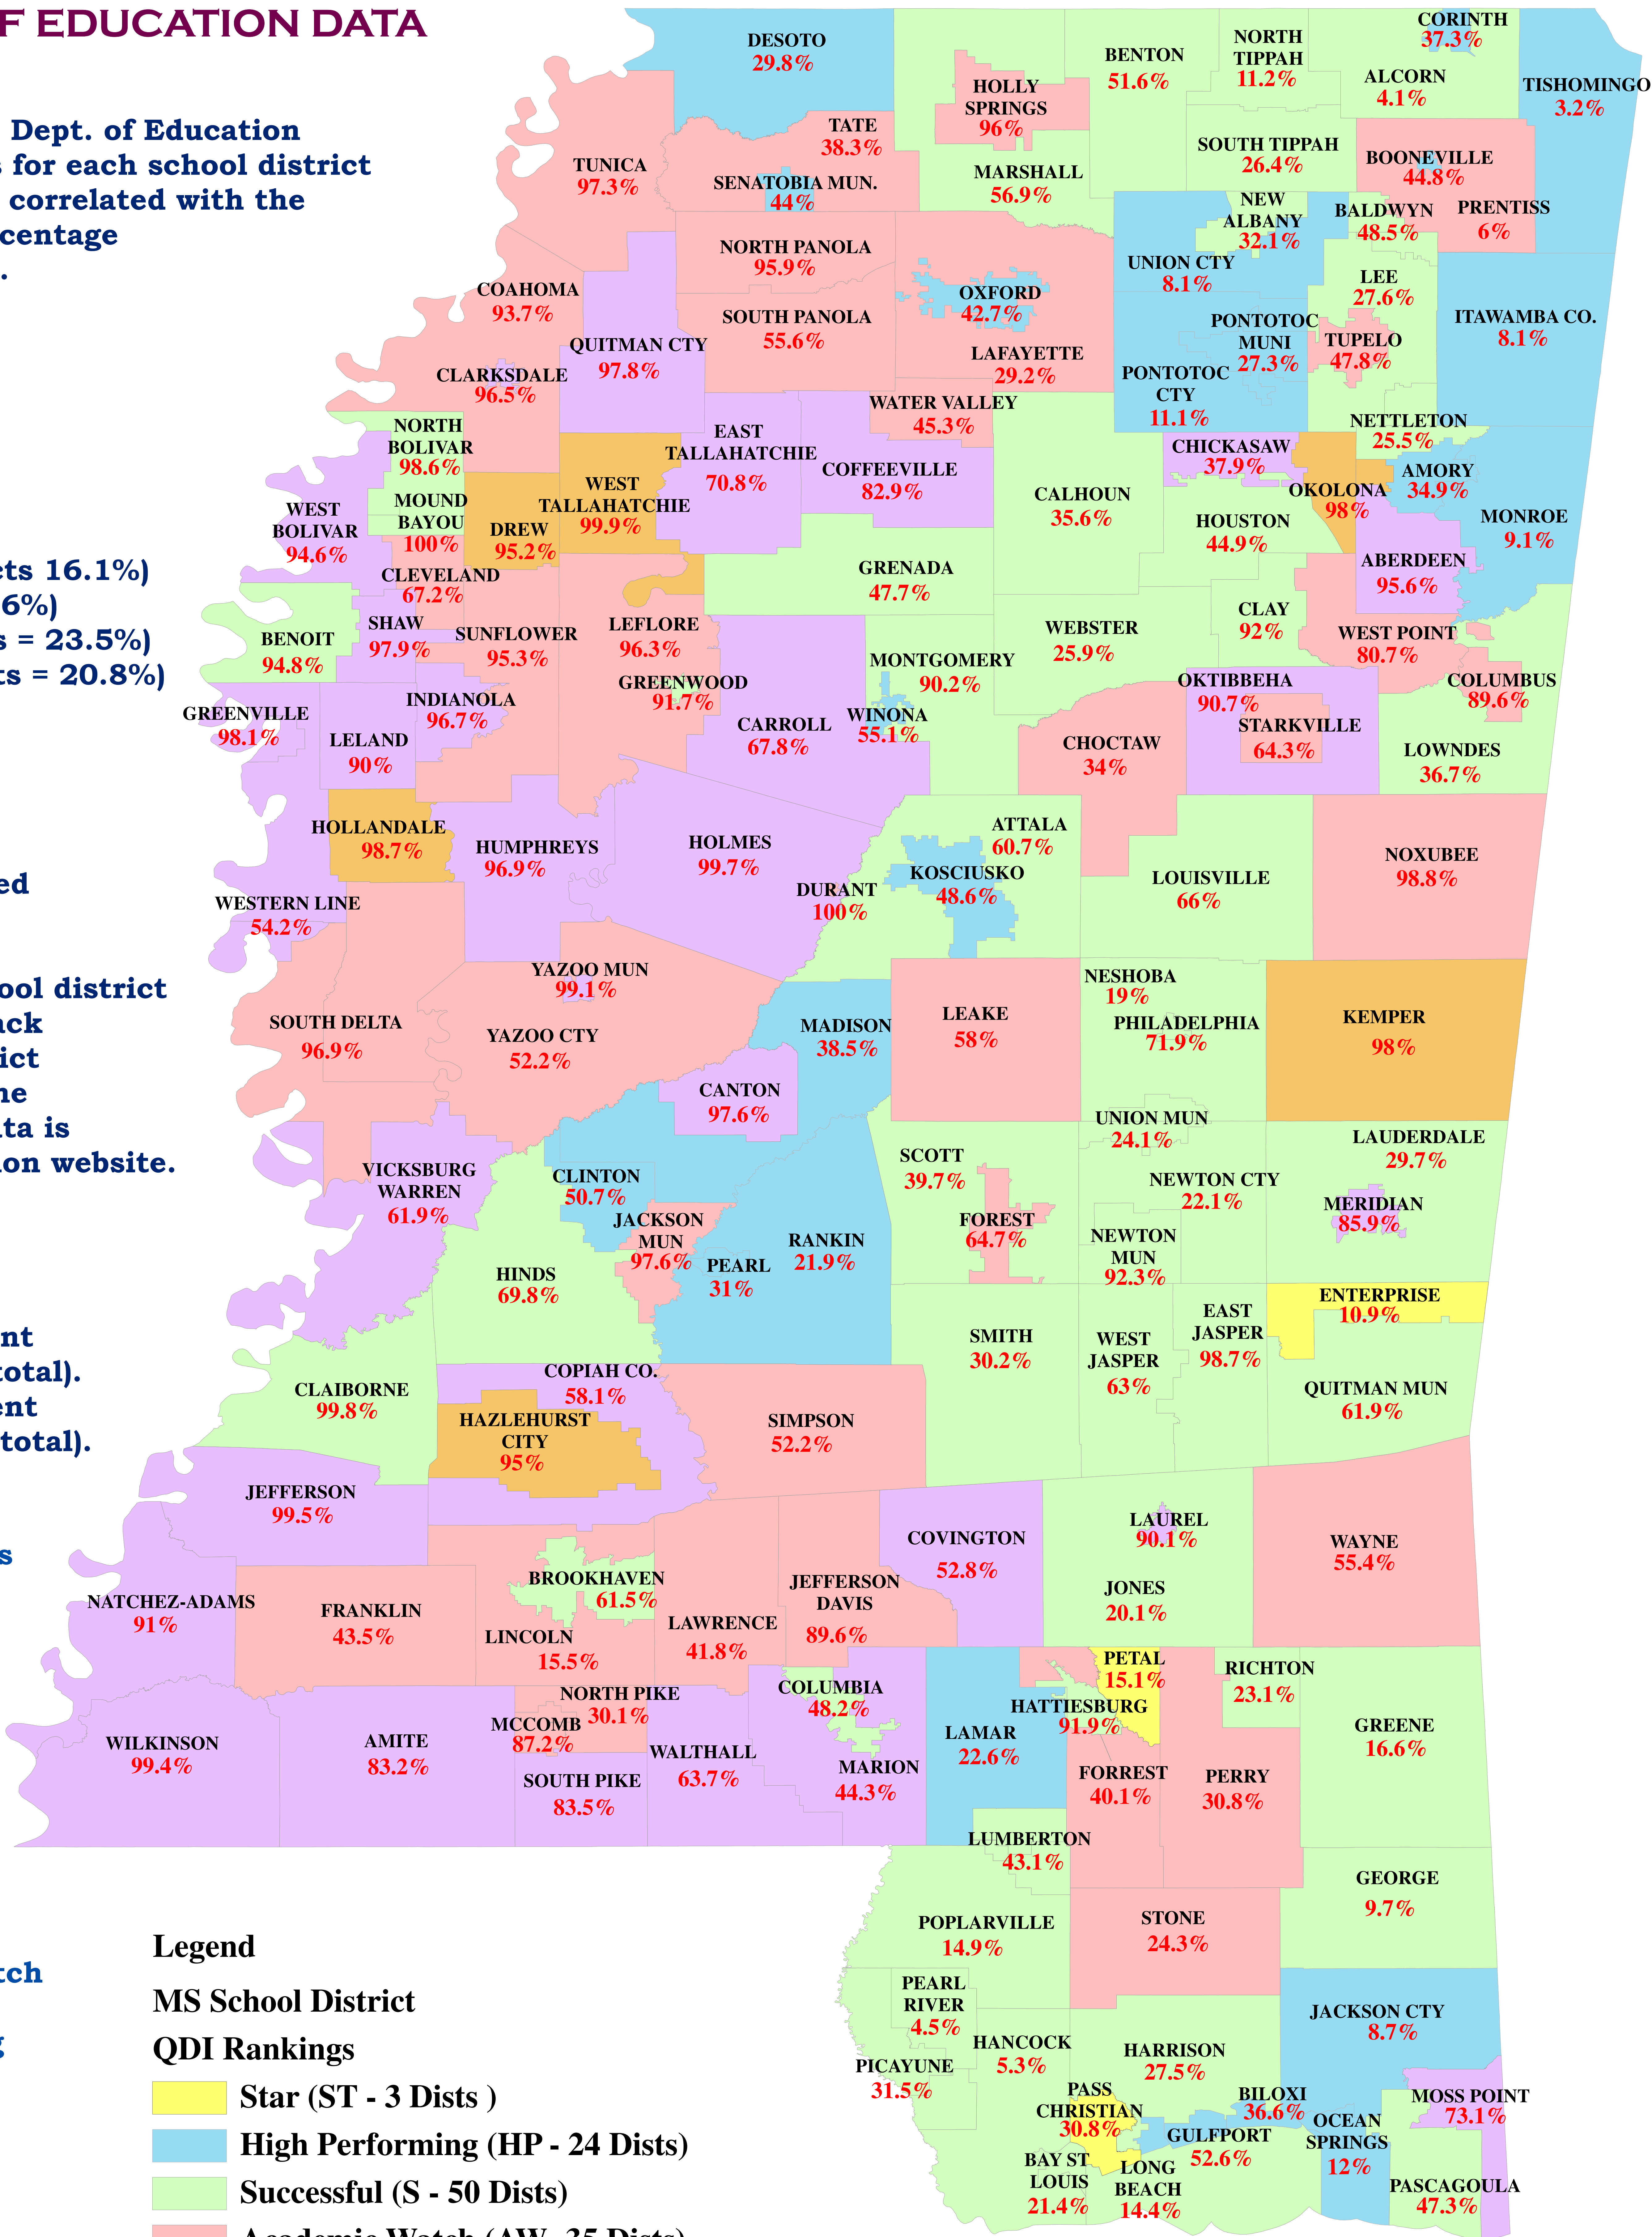 F EDUCATION DATA
Dept. of Education
s for each school district
correlated with the
centage
.
cts 16.1%)
6%)
s = 23.5%)
ts = 20.8%)
ed
ool district
ack
ict
he
ata is
ion website.
nt
total).
ent
total).
s
tch
g
DESOTO
29.8%
HOLLY
SPRINGS
96%
BENTON
51.6%
NORTH
TIPPAH
11.2%
CORINTH
37.3%
ALCORN
4.1%
TISHOMINGO
3.2%
TUNICA
97.3%
TATE
38.3%
SENATOBIA MUN.
44%
MARSHALL
56.9%
SOUTH TIPPAH
26.4%
BOONEVILLE
44.8%
PRENTISS
6%
NEW
ALBANY
32.1%
BALDWYN
48.5%
NORTH PANOLA
95.9%
UNION CTY
8.1%
LEE
27.6%
COAHOMA
93.7%
SOUTH PANOLA
55.6%
OXFORD
42.7%
LAFAYETTE
29.2%
PONTOTOC
MUNI
27.3%
TUPELO
47.8%
ITAWAMBA CO.
8.1%
QUITMAN CTY
97.8%
CLARKSDALE
96.5%
PONTOTOC
CTY
11.1%
WATER VALLEY
45.3%
NETTLETON
25.5%
NORTH
BOLIVAR
98.6%
EAST
TALLAHATCHIE
70.8%
COFFEEVILLE
82.9%
CHICKASAW
37.9%
AMORY
34.9%
OKOLONA
98%
WEST
TALLAHATCHIE
99.9%
MOUND
BAYOU
100%
WEST
BOLIVAR
94.6%
DREW
95.2%
CALHOUN
35.6%
HOUSTON
44.9%
MONROE
9.1%
ABERDEEN
95.6%
CLEVELAND
67.2%
GRENADA
47.7%
CLAY
92%
BENOIT
94.8%
SHAW
97.9%
SUNFLOWER
95.3%
LEFLORE
96.3%
WEBSTER
25.9%
WEST POINT
80.7%
GREENWOOD
91.7%
MONTGOMERY
90.2%
OKTIBBEHA
90.7%
COLUMBUS
89.6%
GREENVILLE
98.1%
INDIANOLA
96.7%
LELAND
90%
CARROLL
67.8%
WINONA
55.1%
CHOCTAW
34%
STARKVILLE
64.3%
LOWNDES
36.7%
HOLLANDALE
98.7%
HUMPHREYS
96.9%
HOLMES
99.7%
ATTALA
60.7%
KOSCIUSKO
48.6%
DURANT
100%
LOUISVILLE
66%
NOXUBEE
98.8%
WESTERN LINE
54.2%
YAZOO MUN
99.1%
SOUTH DELTA
96.9%
YAZOO CTY
52.2%
MADISON
38.5%
LEAKE
58%
NESHOBA
19%
PHILADELPHIA
71.9%
KEMPER
98%
CANTON
97.6%
UNION MUN
24.1%
VICKSBURG
WARREN
61.9%
CLINTON
50.7%
SCOTT
39.7%
NEWTON CTY
22.1%
LAUDERDALE
29.7%
MERIDIAN
85.9%
JACKSON
MUN
97.6%
FOREST
64.7%
NEWTON
MUN
92.3%
HINDS
69.8%
PEARL
31%
RANKIN
21.9%
ENTERPRISE
10.9%
SMITH
30.2%
WEST
JASPER
63%
EAST
JASPER
98.7%
QUITMAN MUN
61.9%
CLAIBORNE
99.8%
COPIAH CO.
58.1%
HAZLEHURST
CITY
95%
SIMPSON
52.2%
JEFFERSON
99.5%
COVINGTON
52.8%
LAUREL
90.1%
JONES
20.1%
WAYNE
55.4%
NATCHEZ-ADAMS
91%
FRANKLIN
43.5%
BROOKHAVEN
61.5%
LINCOLN
15.5%
LAWRENCE
41.8%
JEFFERSON
DAVIS
89.6%
PETAL
15.1%
RICHTON
23.1%
NORTH PIKE
30.1%
MCCOMB
87.2%
COLUMBIA
48.2%
HATTIESBURG
91.9%
WILKINSON
99.4%
AMITE
83.2%
SOUTH PIKE
83.5%
WALTHALL
63.7%
MARION
44.3%
LAMAR
22.6%
FORREST
40.1%
PERRY
30.8%
GREENE
16.6%
LUMBERTON
43.1%
GEORGE
9.7%
POPLARVILLE
14.9%
STONE
24.3%
PEARL
RIVER
4.5%
HANCOCK
5.3%
HARRISON
27.5%
JACKSON CTY
8.7%
PICAYUNE
31.5%
PASS
CHRISTIAN
30.8%
BILOXI
36.6%
MOSS POINT
73.1%
GULFPORT
52.6%
OCEAN
SPRINGS
12%
BAY ST
LOUIS
21.4%
LONG
BEACH
14.4%
PASCAGOULA
47.3%
Legend
MS School District
QDI Rankings
Star (ST - 3 Dists )
High Performing (HP - 24 Dists)
Successful (S - 50 Dists)
Academic Watch (AW- 35 Dists)